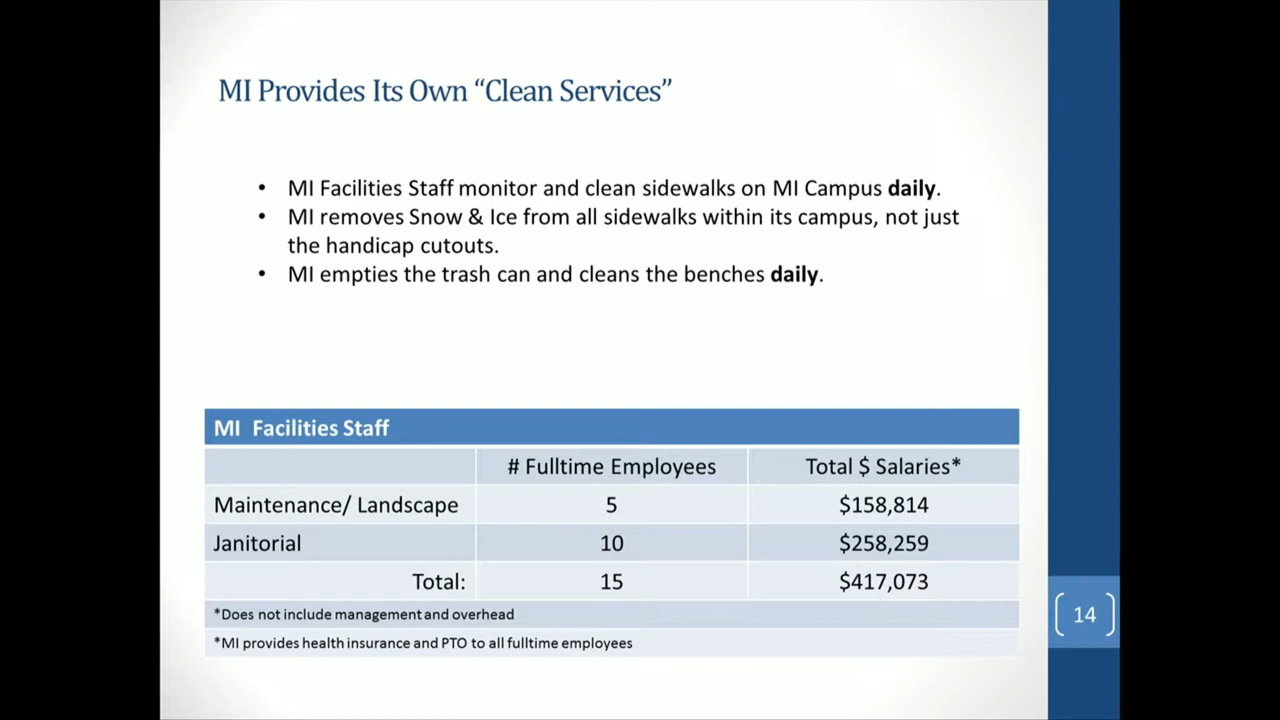 MI Provides Its Own “Clean Services”
• MI Facilities Staff monitor and clean sidewalks on MI Campus daily.
• MI removes Snow & Ice from all sidewalks within its campus, not just
the handicap cutouts.
• MI empties the trash can and cleans the benches daily.
MI Facilities Staff
# Fulltime Employees Total $ Salaries*
Maintenance/ Landscape 5 $158,814
Janitorial 10 $258,259
Total: 15 $417,073
*Does not include management and overhead
*MI provides health insurance and PTO to all fulltime employees
14